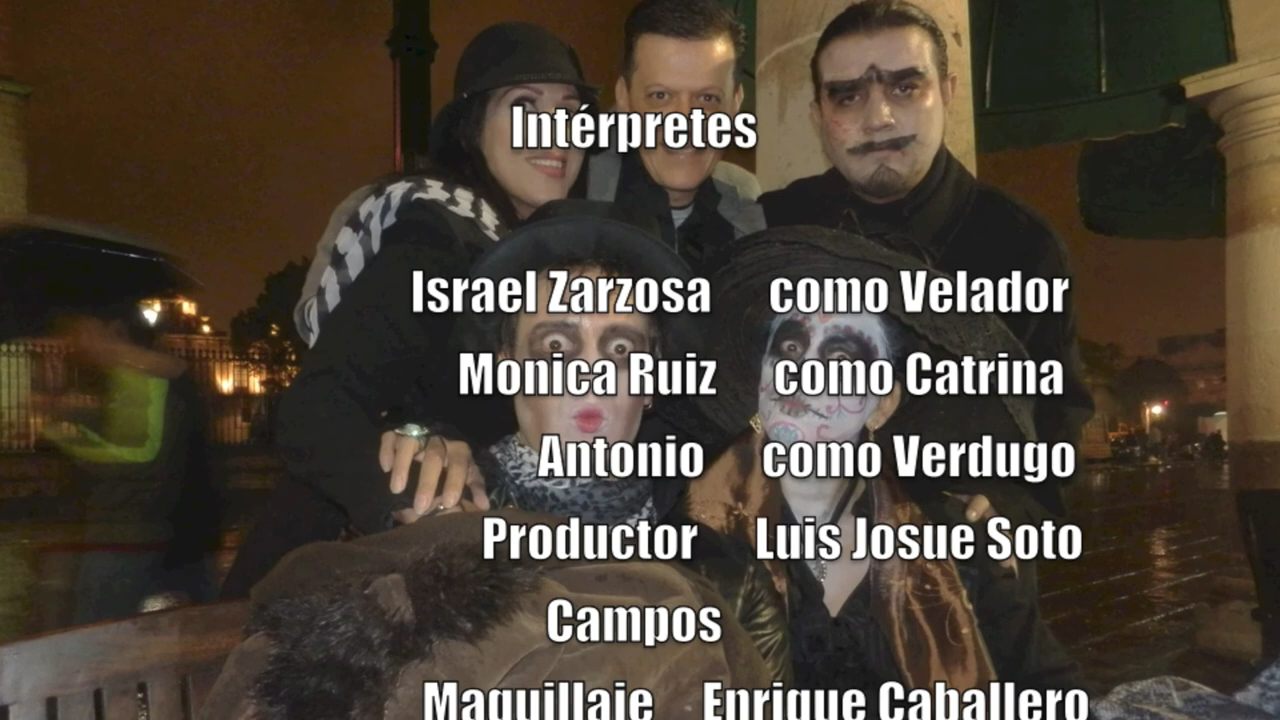 Intérpretes
Israel Zarzosa como Velador
Monica Ruiz como Catrina
Antonio como Verdugo
Productor Luis Josue Soto
Campos
Maquillaje Enrique Caballero